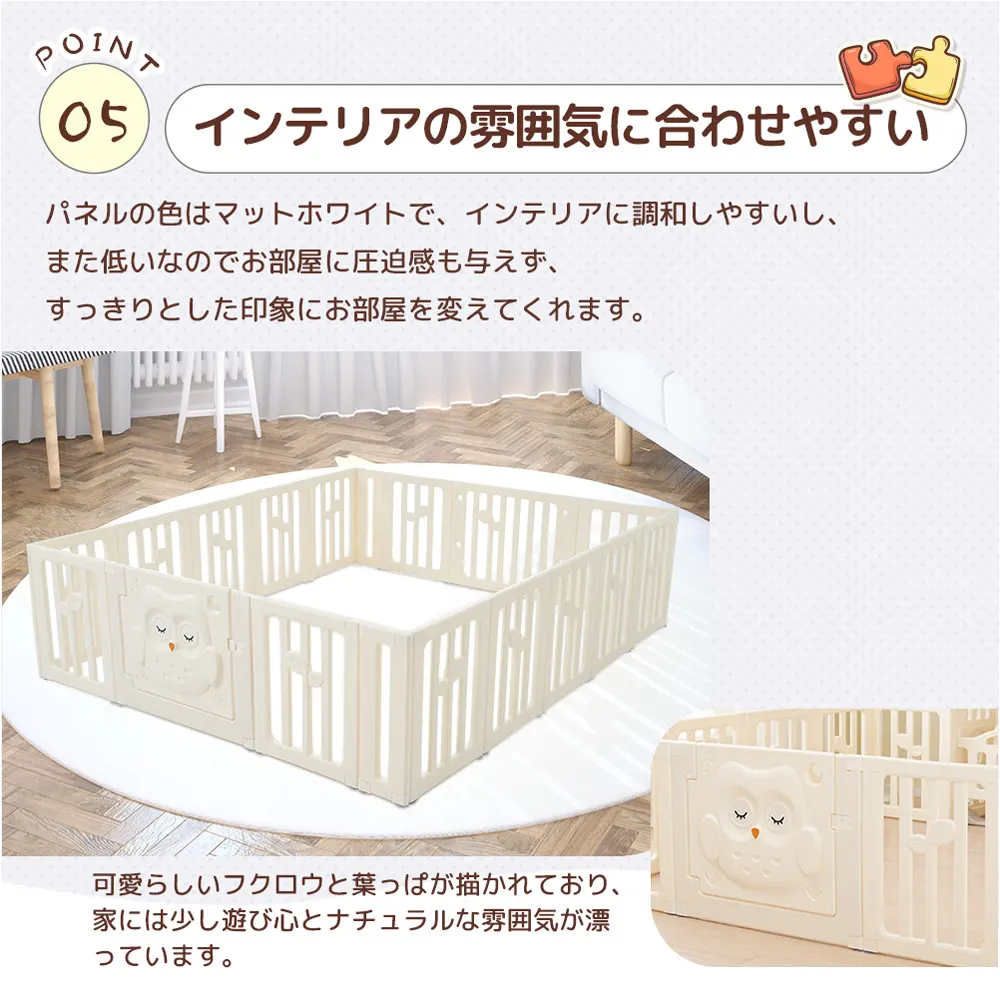 POINT
05
インテリアの雰囲気に合わせやすい
パネルの色はマットホワイトで、インテリアに調和しやすいし、
また低いなのでお部屋に圧迫感も与えず、
すっきりとした印象にお部屋を変えてくれます。
可愛らしいフクロウと葉っぱが描かれており、
家には少し遊び心とナチュラルな雰囲気が漂
っています。